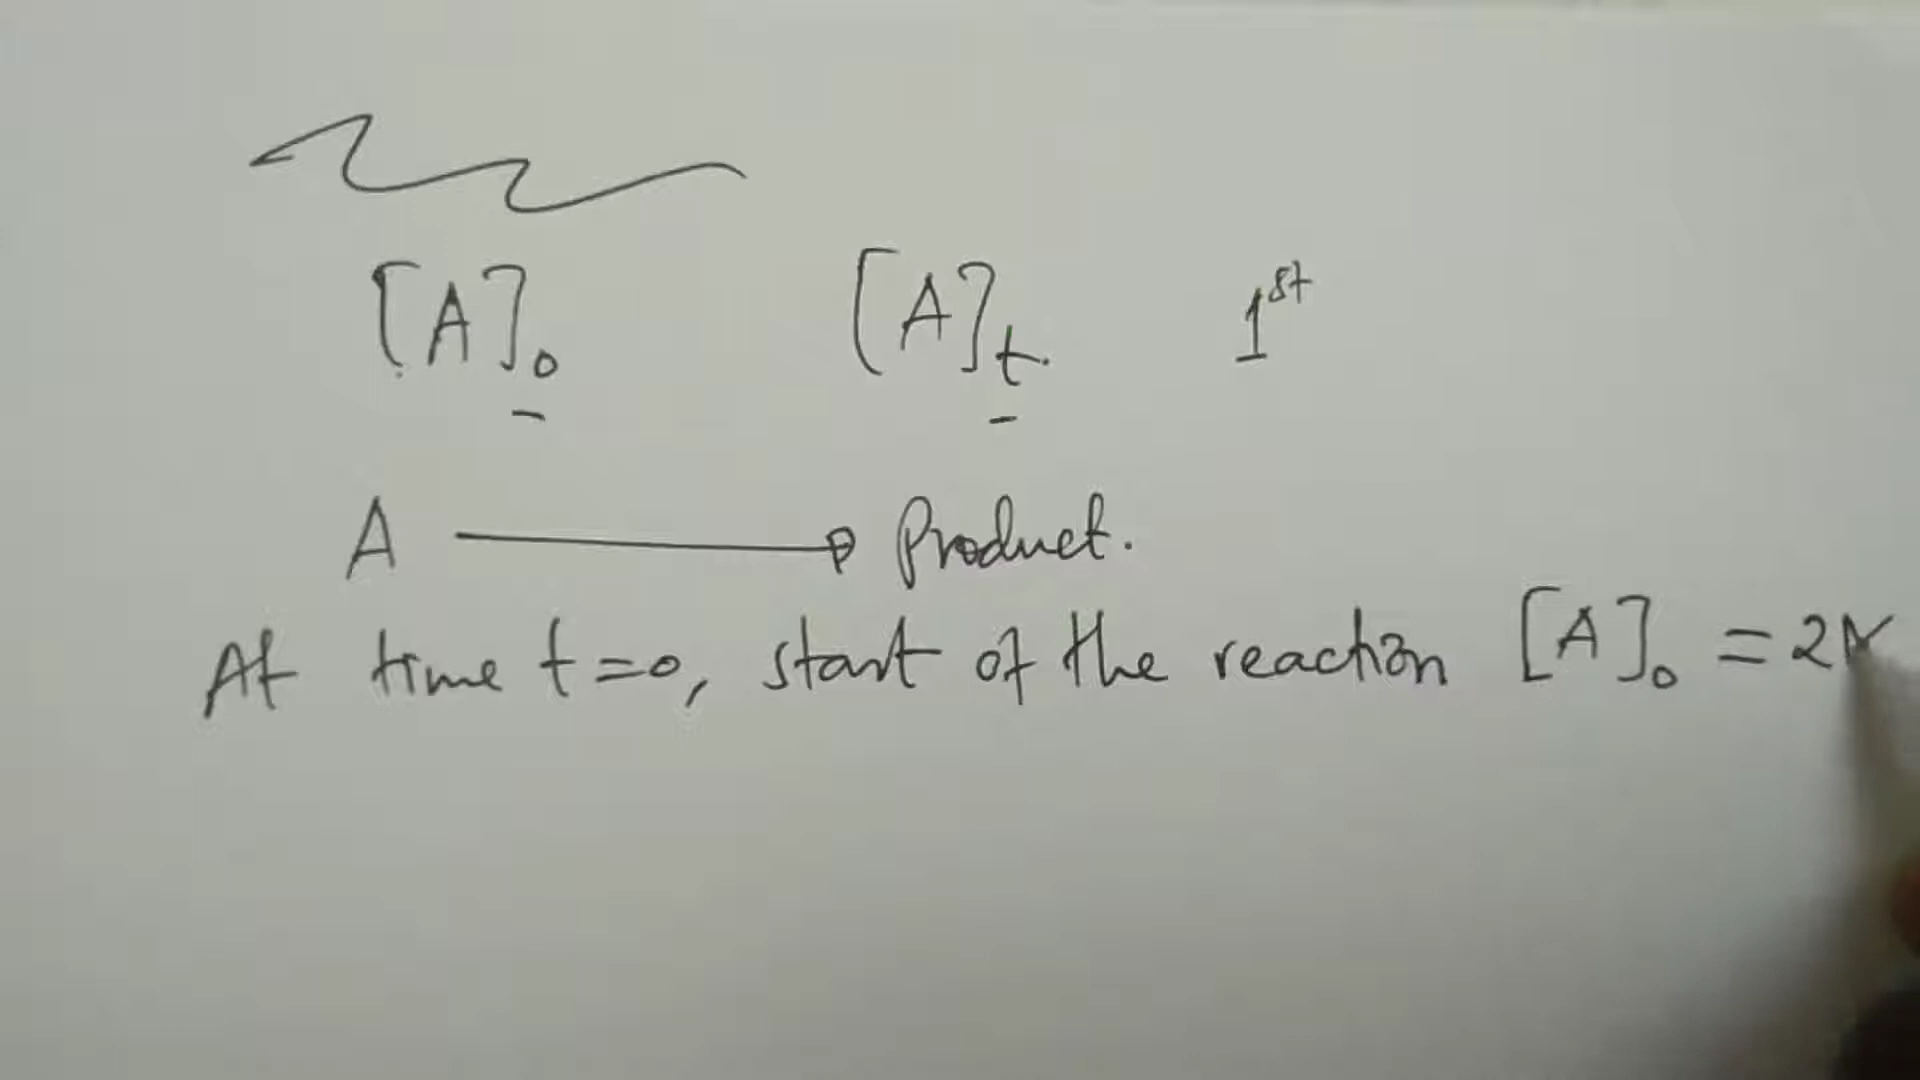 [A]₀ [A]t. 1st
A → Product.
At time t=0, start of the reaction [A]₀ = 2